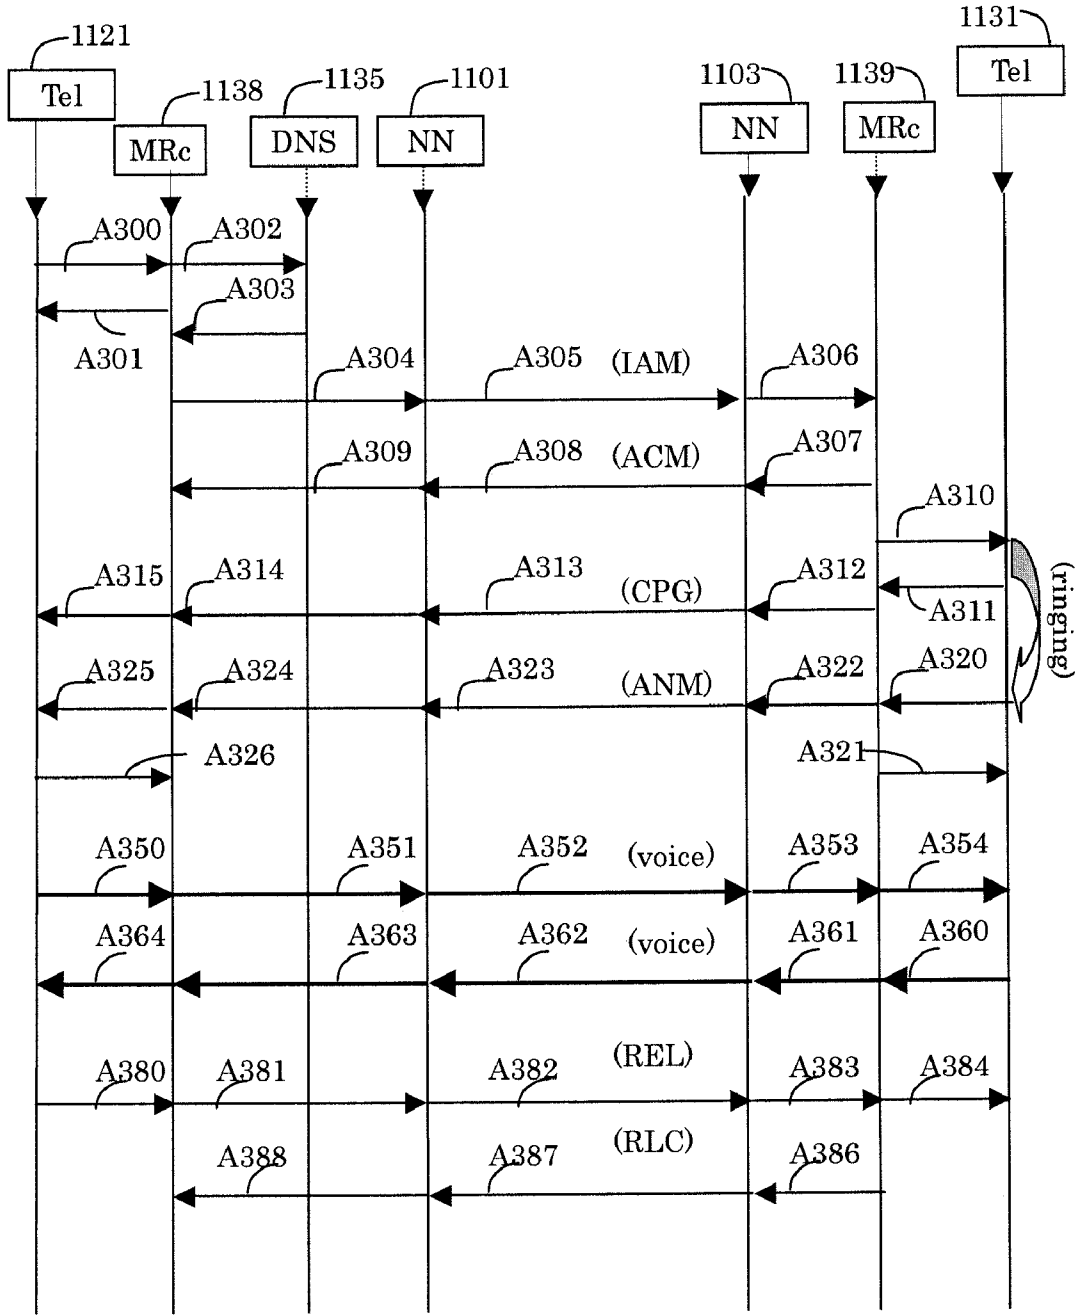 1121
Tel
1138
MRc
1135
DNS
1101
NN
1103
NN
1139
MRc
1131
Tel
A300
A302
A303
A301
A304
A305
(IAM)
A306
A309
A308
(ACM)
A307
A310
A315
A314
A313
(CPG)
A312
A311
(ringing)
A325
A324
A323
(ANM)
A322
A320
A326
A321
A350
A351
A352
(voice)
A353
A354
A364
A363
A362
(voice)
A361
A360
A380
A381
A382
(REL)
A383
A384
A388
A387
(RLC)
A386